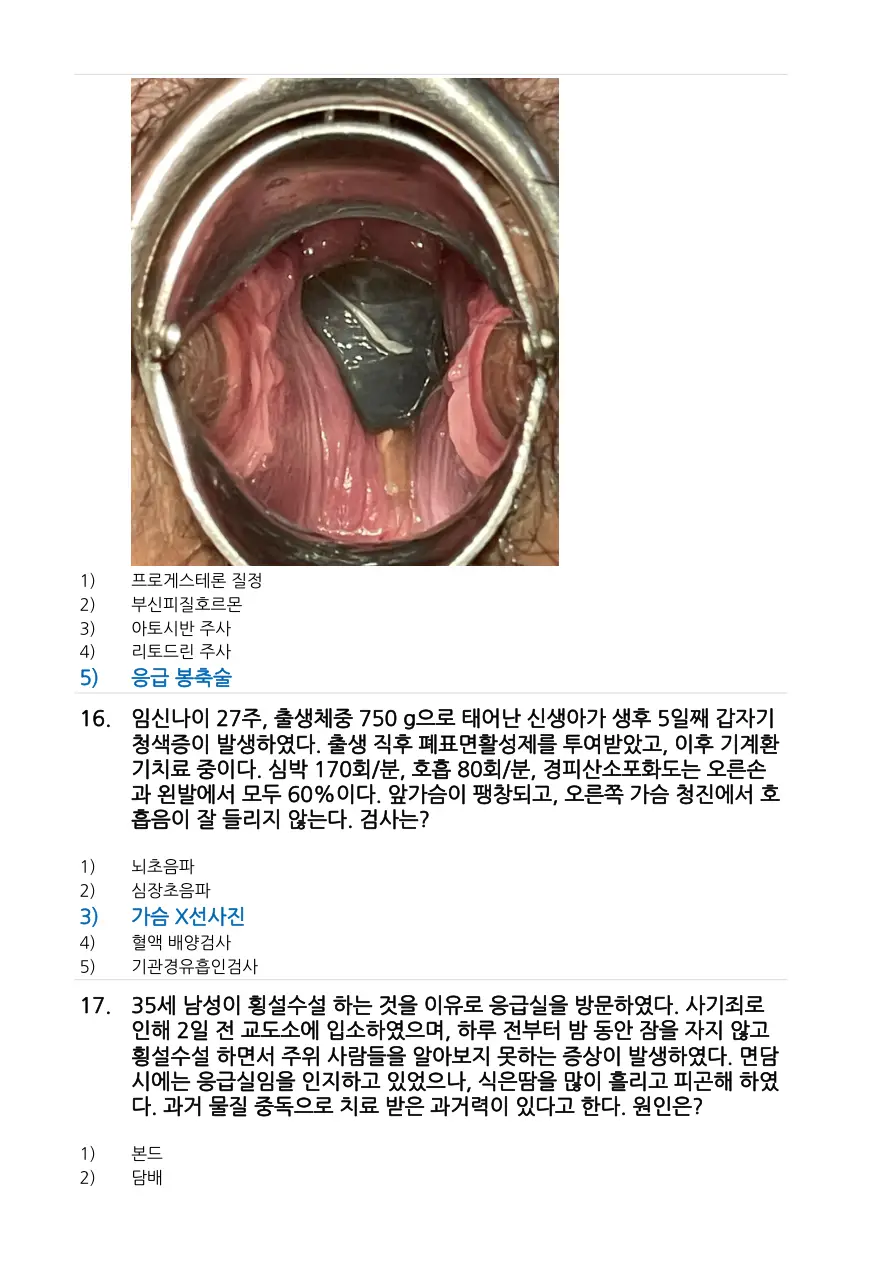 1) 프로게스테론 질정
2) 부신피질호르몬
3) 아토시반 주사
4) 리토드린 주사
5) 응급 봉축술
16. 임신나이 27주, 출생체중 750 g으로 태어난 신생아가 생후 5일째 갑자기
청색증이 발생하였다. 출생 직후 폐표면활성제를 투여받았고, 이후 기계환
기치료 중이다. 심박 170회/분, 호흡 80회/분, 경피산소포화도는 오른손
과 왼발에서 모두 60%이다. 앞가슴이 팽창되고, 오른쪽 가슴 청진에서 호
흡음이 잘 들리지 않는다. 검사는?
1) 뇌초음파
2) 심장초음파
3) 가슴 X선사진
4) 혈액 배양검사
5) 기관경유흡인검사
17. 35세 남성이 횡설수설 하는 것을 이유로 응급실을 방문하였다. 사기죄로
인해 2일 전 교도소에 입소하였으며, 하루 전부터 밤 동안 잠을 자지 않고
횡설수설 하면서 주위 사람들을 알아보지 못하는 증상이 발생하였다. 면담
시에는 응급실임을 인지하고 있었으나, 식은땀을 많이 흘리고 피곤해 하였
다. 과거 물질 중독으로 치료 받은 과거력이 있다고 한다. 원인은?
1) 본드
2) 담배